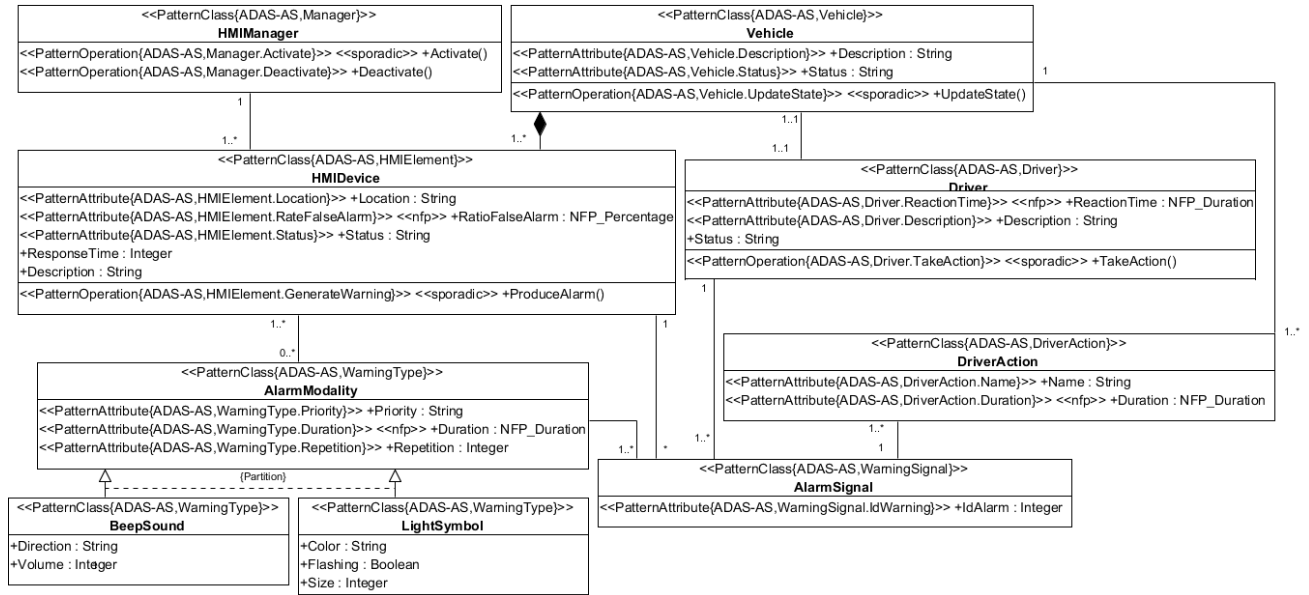 <<PatternClass{ADAS-AS,Manager}>>
HMIManager
<<PatternOperation{ADAS-AS,Manager.Activate}>> <<sporadic>> +Activate()
<<PatternOperation{ADAS-AS,Manager.Deactivate}>> +Deactivate()
<<PatternClass{ADAS-AS,Vehicle}>>
Vehicle
<<PatternAttribute{ADAS-AS,Vehicle.Description}>> +Description : String
<<PatternAttribute{ADAS-AS,Vehicle.Status}>> +Status : String
<<PatternOperation{ADAS-AS,Vehicle.UpdateState}>> <<sporadic>> +UpdateState()
1
1
1..*
1..*
1..1
1..1
<<PatternClass{ADAS-AS,HMIElement}>>
HMIDevice
<<PatternAttribute{ADAS-AS,HMIElement.Location}>> +Location : String
<<PatternAttribute{ADAS-AS,HMIElement.RateFalseAlarm}>> <<nfp>> +RatioFalseAlarm : NFP_Percentage
<<PatternAttribute{ADAS-AS,HMIElement.Status}>> +Status : String
+ResponseTime : Integer
+Description : String
<<PatternOperation{ADAS-AS,HMIElement.GenerateWarning}>> <<sporadic>> +ProduceAlarm()
<<PatternClass{ADAS-AS,Driver}>>
Driver
<<PatternAttribute{ADAS-AS,Driver.ReactionTime}>> <<nfp>> +ReactionTime : NFP_Duration
<<PatternAttribute{ADAS-AS,Driver.Description}>> +Description : String
+Status : String
<<PatternOperation{ADAS-AS,Driver.TakeAction}>> <<sporadic>> +TakeAction()
1..*
0..*
1
1
1..*
<<PatternClass{ADAS-AS,DriverAction}>>
DriverAction
<<PatternAttribute{ADAS-AS,DriverAction.Name}>> +Name : String
<<PatternAttribute{ADAS-AS,DriverAction.Duration}>> <<nfp>> +Duration : NFP_Duration
<<PatternClass{ADAS-AS,WarningType}>>
AlarmModality
<<PatternAttribute{ADAS-AS,WarningType.Priority}>> +Priority : String
<<PatternAttribute{ADAS-AS,WarningType.Duration}>> <<nfp>> +Duration : NFP_Duration
<<PatternAttribute{ADAS-AS,WarningType.Repetition}>> +Repetition : Integer
1..*
*
1..*
1..*
1
{Partition}
<<PatternClass{ADAS-AS,WarningSignal}>>
AlarmSignal
<<PatternAttribute{ADAS-AS,WarningSignal.IdWarning}>> +IdAlarm : Integer
<<PatternClass{ADAS-AS,WarningType}>>
BeepSound
+Direction : String
+Volume : Integer
<<PatternClass{ADAS-AS,WarningType}>>
LightSymbol
+Color : String
+Flashing : Boolean
+Size : Integer